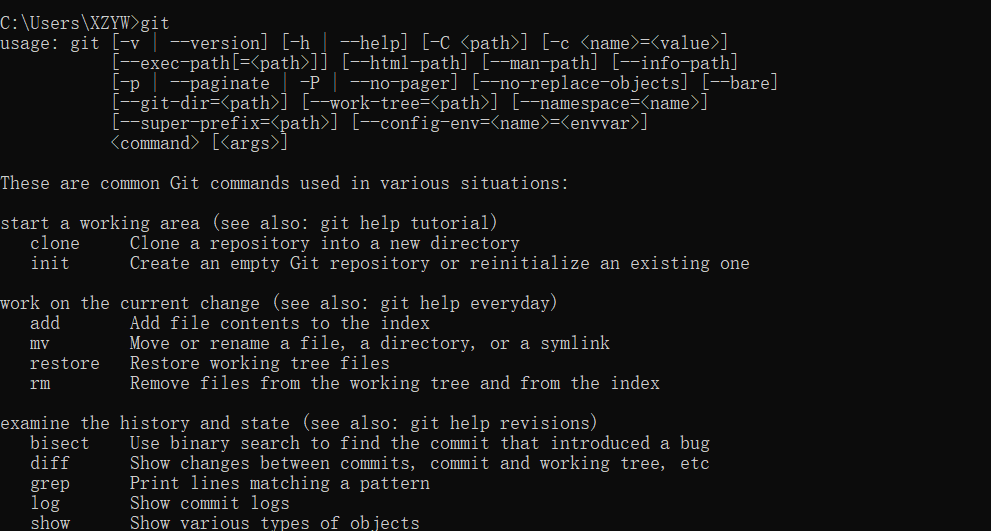 C:\Users\XZYW>git
usage: git [-v | --version] [-h | --help] [-C <path>] [-c <name>=<value>]
           [--exec-path[=<path>]] [--html-path] [--man-path] [--info-path]
           [-p | --paginate | -P | --no-pager] [--no-replace-objects] [--bare]
           [--git-dir=<path>] [--work-tree=<path>] [--namespace=<name>]
           [--super-prefix=<path>] [--config-env=<name>=<envvar>]
           <command> [<args>]

These are common Git commands used in various situations:

start a working area (see also: git help tutorial)
   clone     Clone a repository into a new directory
   init      Create an empty Git repository or reinitialize an existing one

work on the current change (see also: git help everyday)
   add       Add file contents to the index
   mv        Move or rename a file, a directory, or a symlink
   restore   Restore working tree files
   rm        Remove files from the working tree and from the index

examine the history and state (see also: git help revisions)
   bisect    Use binary search to find the commit that introduced a bug
   diff      Show changes between commits, commit and working tree, etc
   grep      Print lines matching a pattern
   log       Show commit logs
   show      Show various types of objects